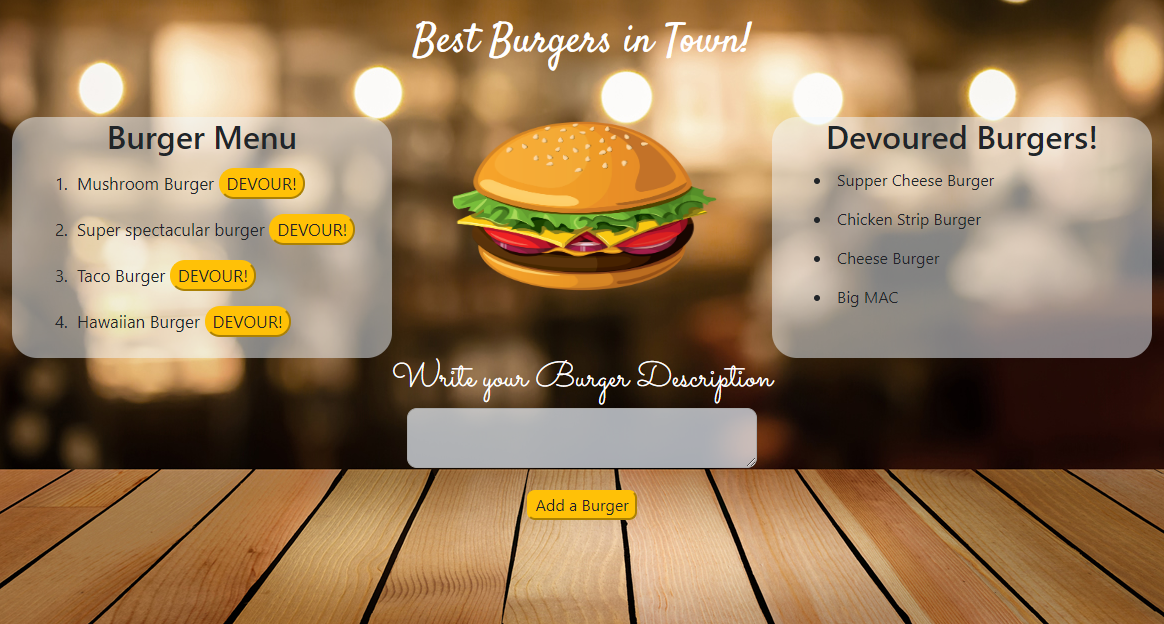 Best Burgers in Town!
Burger Menu
1. Mushroom Burger DEVOUR!
2. Super spectacular burger DEVOUR!
3. Taco Burger DEVOUR!
4. Hawaiian Burger DEVOUR!
Devoured Burgers!
• Supper Cheese Burger
• Chicken Strip Burger
• Cheese Burger
• Big MAC
Write your Burger Description
Add a Burger